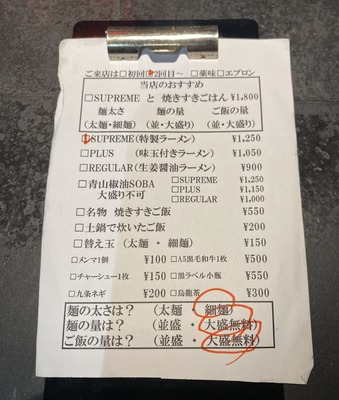 ご来店は□初回□2回目～ □薬味□エプロン
当店のおすすめ
□SUPREME と 焼きすきごはん ¥1,800
麺太さ 麺の量 ご飯の量
(太麺・細麺) (並・大盛り) (並・大盛り)
□SUPREME(特製ラーメン) ¥1,250
□PLUS (味玉付きラーメン) ¥1,050
□REGULAR(生姜醤油ラーメン) ¥900
□青山椒油SOBA □SUPREME ¥1,250
大盛り不可 □PLUS ¥1,150
□REGULAR ¥1,000
□名物 焼きすきご飯 ¥550
□土鍋で炊いたご飯 ¥200
□替え玉 (太麺 ・ 細麺) ¥150
□メンマ1個 ¥100 □A5黒毛和牛1枚 ¥500
□チャーシュー1枚 ¥150 □黒ラベル小瓶 ¥550
□九条ネギ ¥200 □烏龍茶 ¥300
麺の太さは? (太麺 細麺)
麺の量は? (並盛 ・ 大盛無料)
ご飯の量は? (並盛 ・ 大盛無料)